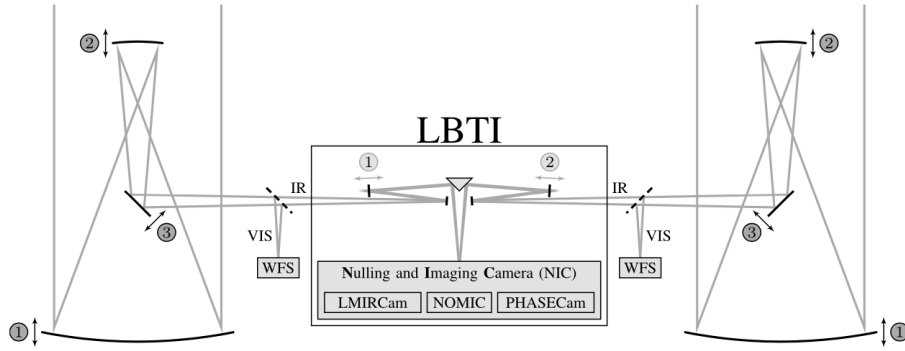 ②
②
LBTI
①
②
IR
IR
③
③
VIS
VIS
WFS
WFS
Nulling and Imaging Camera (NIC)
LMIRCam
NOMIC
PHASECam
①
①